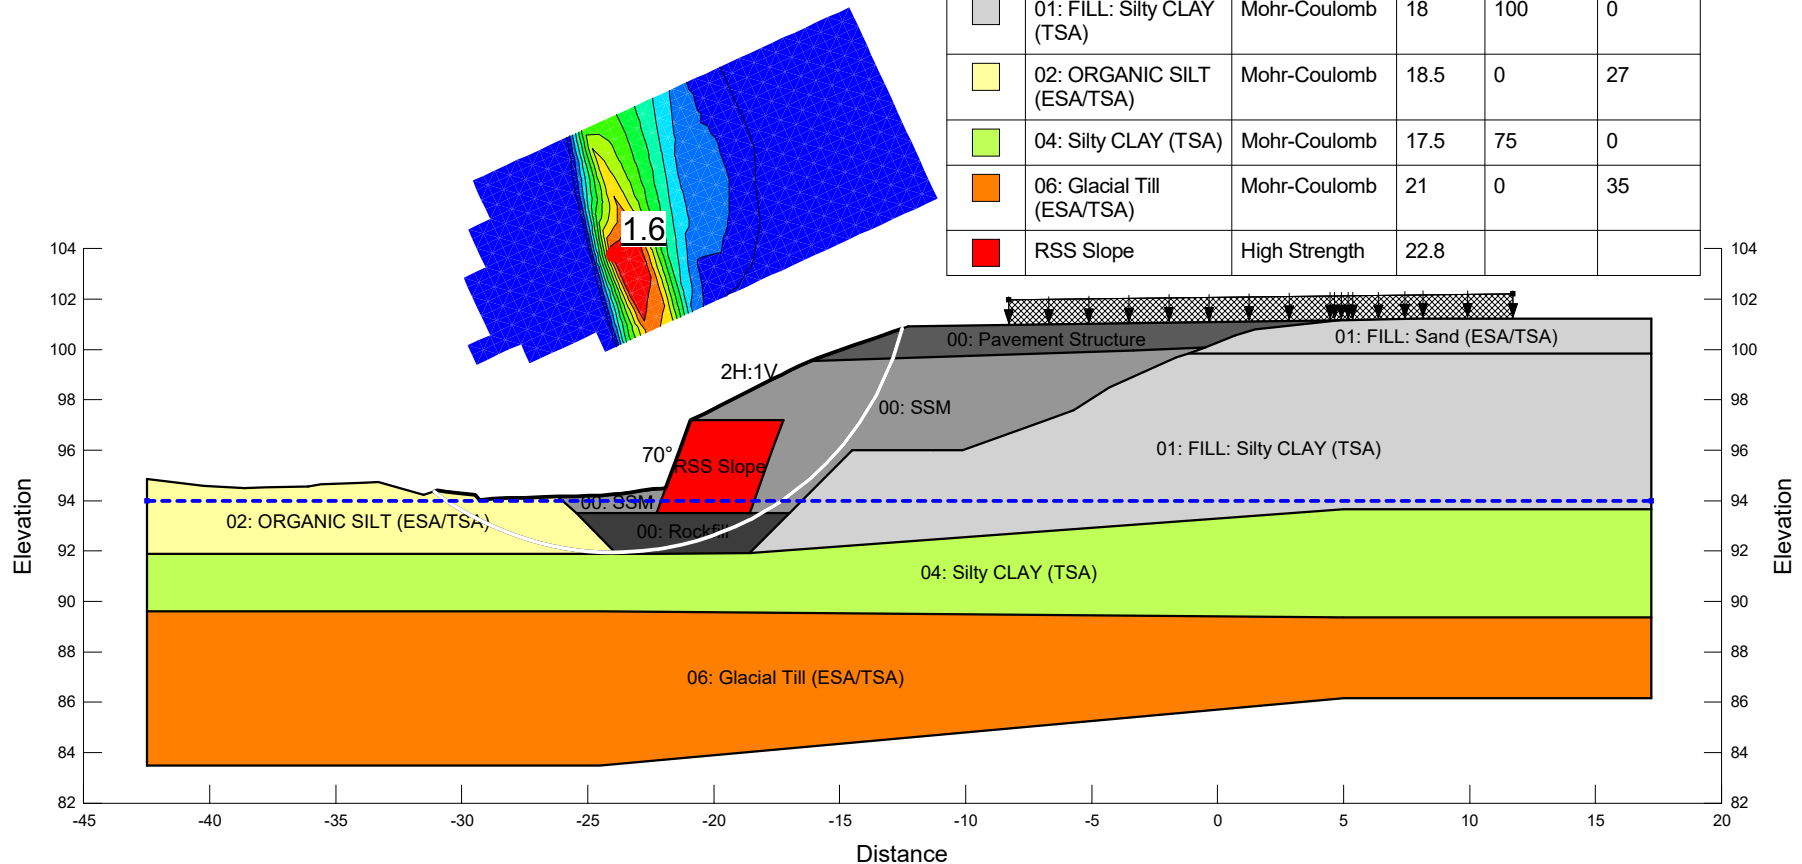 01: FILL: Silty CLAY Mohr-Coulomb 18 100 0
(TSA)
02: ORGANIC SILT Mohr-Coulomb 18.5 0 27
(ESA/TSA)
04: Silty CLAY (TSA) Mohr-Coulomb 17.5 75 0
06: Glacial Till Mohr-Coulomb 21 0 35
(ESA/TSA)
RSS Slope High Strength 22.8
1.6
104 104
102 102
100 100
98 98
96 96
94 94
92 92
90 90
88 88
86 86
84 84
82 82
Elevation
Elevation
00: Pavement Structure
01: FILL: Sand (ESA/TSA)
2H:1V
00: SSM
01: FILL: Silty CLAY (TSA)
70°
RSS Slope
00: SSM
02: ORGANIC SILT (ESA/TSA)
00: Rockfill
04: Silty CLAY (TSA)
06: Glacial Till (ESA/TSA)
-45 -40 -35 -30 -25 -20 -15 -10 -5 0 5 10 15 20
Distance